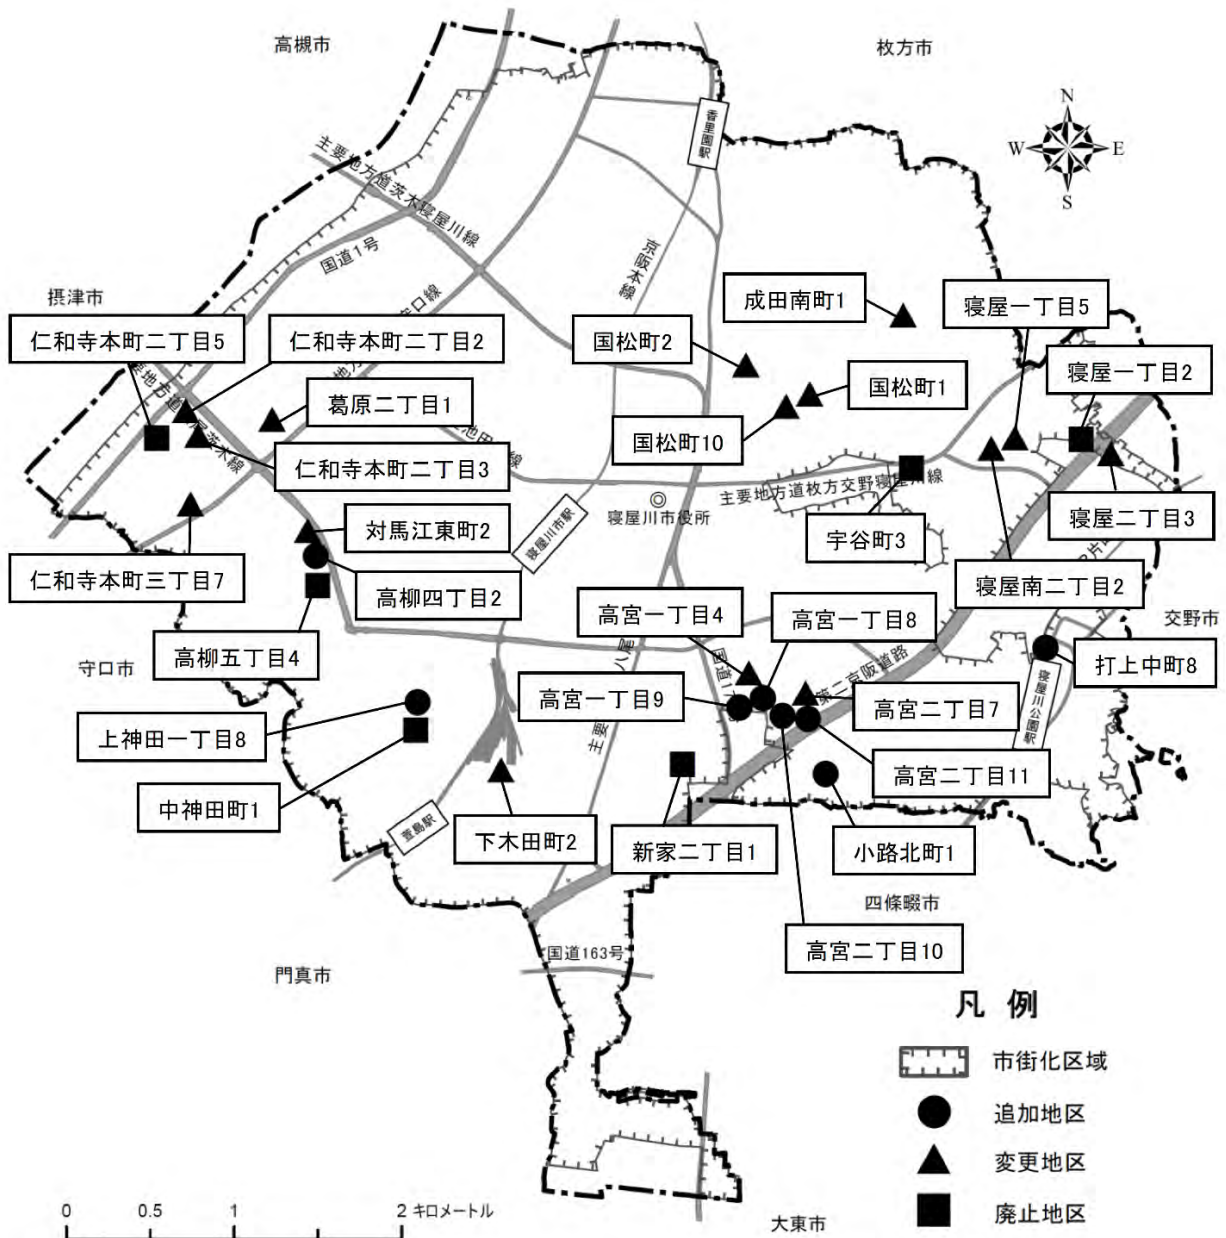 高槻市
枚方市
N
W
E
S
香里園駅
主要地方道茨木寝屋川線
国道1号
京阪本線
摂津市
成田南町1
寝屋一丁目5
仁和寺本町二丁目5
仁和寺本町二丁目2
国松町2
寝屋一丁目2
葛原二丁目1
国松町1
国松町10
仁和寺本町二丁目3
主要地方道枚方交野寝屋川線
寝屋川市役所
寝屋川市駅
対馬江東町2
宇谷町3
寝屋二丁目3
仁和寺本町三丁目7
高柳四丁目2
寝屋南二丁目2
高宮一丁目4
高宮一丁目8
交野市
守口市
高柳五丁目4
第二京阪道路
打上中町8
寝屋川公園駅
高宮一丁目9
高宮二丁目7
上神田一丁目8
高宮二丁目11
中神田町1
萱島駅
下木田町2
新家二丁目1
小路北町1
四條畷市
高宮二丁目10
国道163号
門真市
凡 例
市街化区域
追加地区
変更地区
廃止地区
0 0.5 1 2 キロメートル
大東市